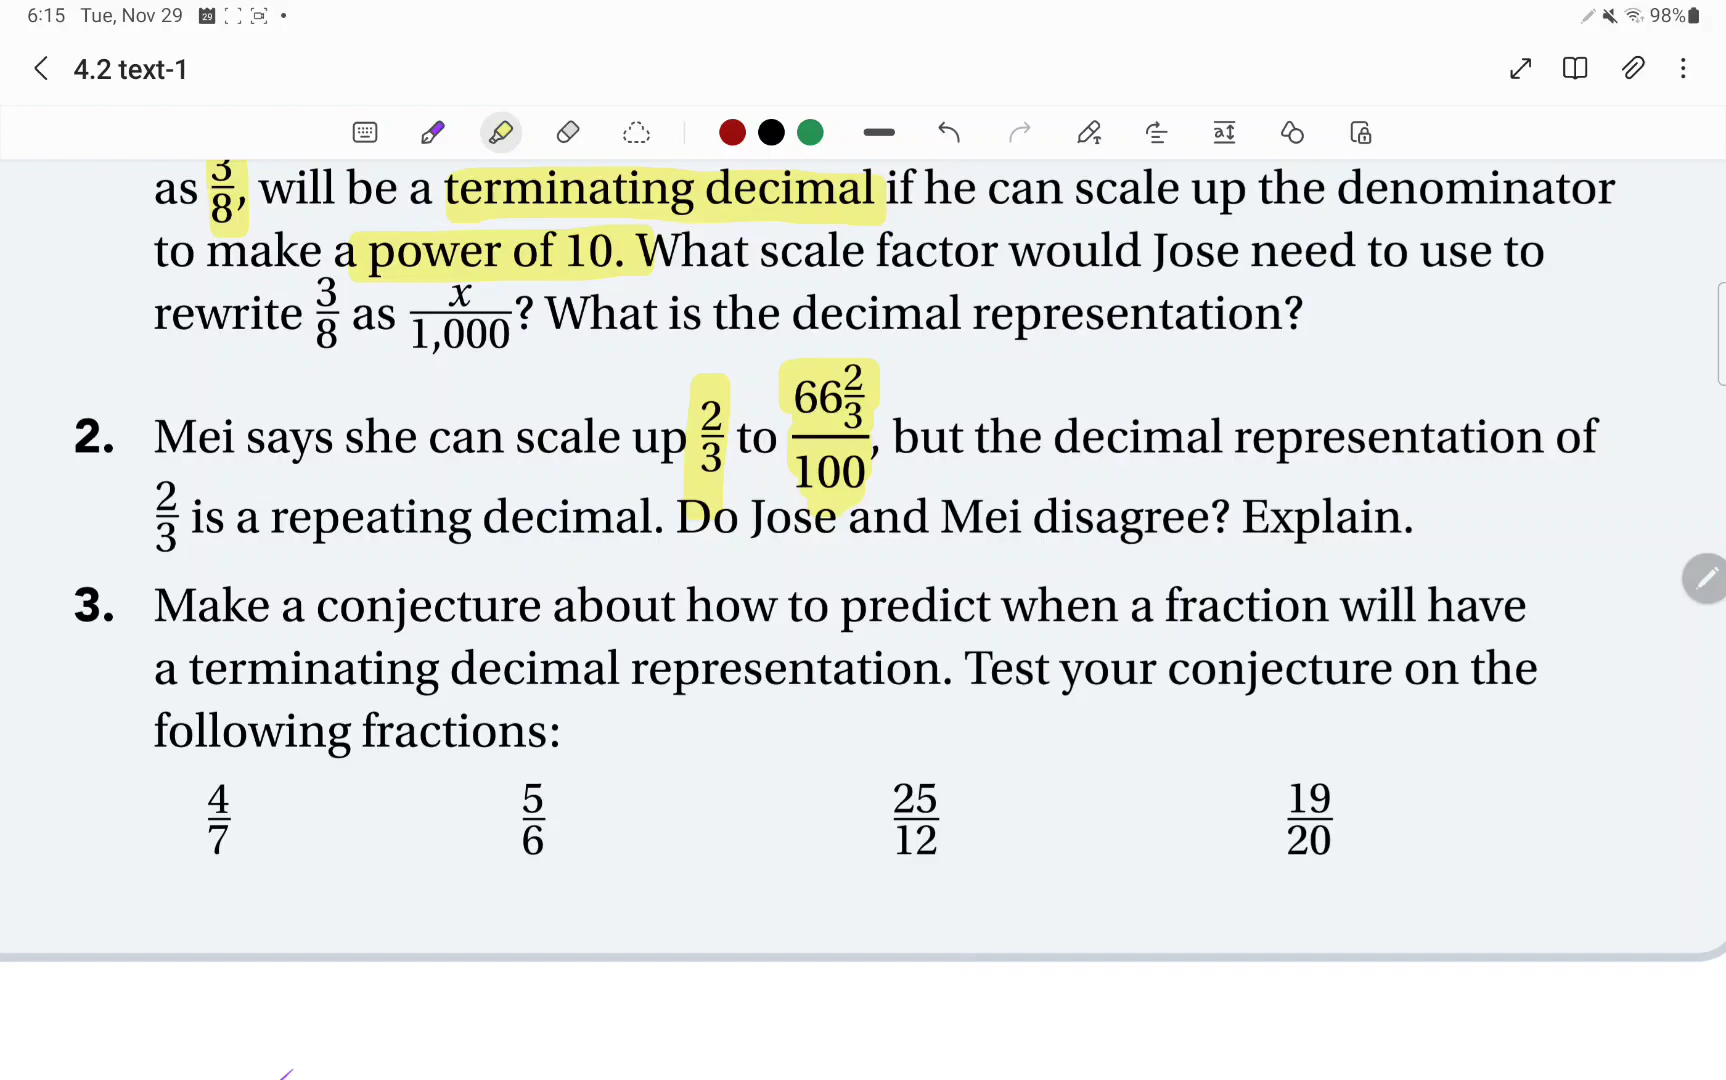 6:15 Tue, Nov 29 29 98%
4.2 text-1
as 3/8, will be a terminating decimal if he can scale up the denominator
to make a power of 10. What scale factor would Jose need to use to
rewrite 3/8 as x/1,000? What is the decimal representation?
2. Mei says she can scale up 2/3 to 66 2/3/100, but the decimal representation of
2/3 is a repeating decimal. Do Jose and Mei disagree? Explain.
3. Make a conjecture about how to predict when a fraction will have
a terminating decimal representation. Test your conjecture on the
following fractions:
4/7 5/6 25/12 19/20